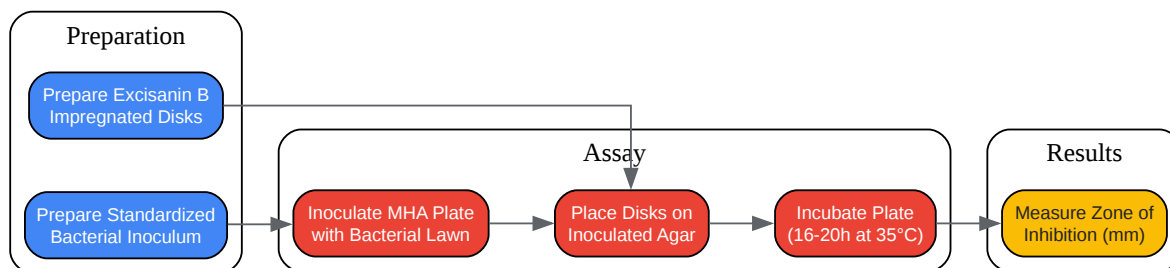 Preparation
Prepare Excisanin B
Impregnated Disks
Prepare Standardized
Bacterial Inoculum
Assay
Inoculate MHA Plate
with Bacterial Lawn
Place Disks on
Inoculated Agar
Incubate Plate
(16-20h at 35°C)
Results
Measure Zone of
Inhibition (mm)